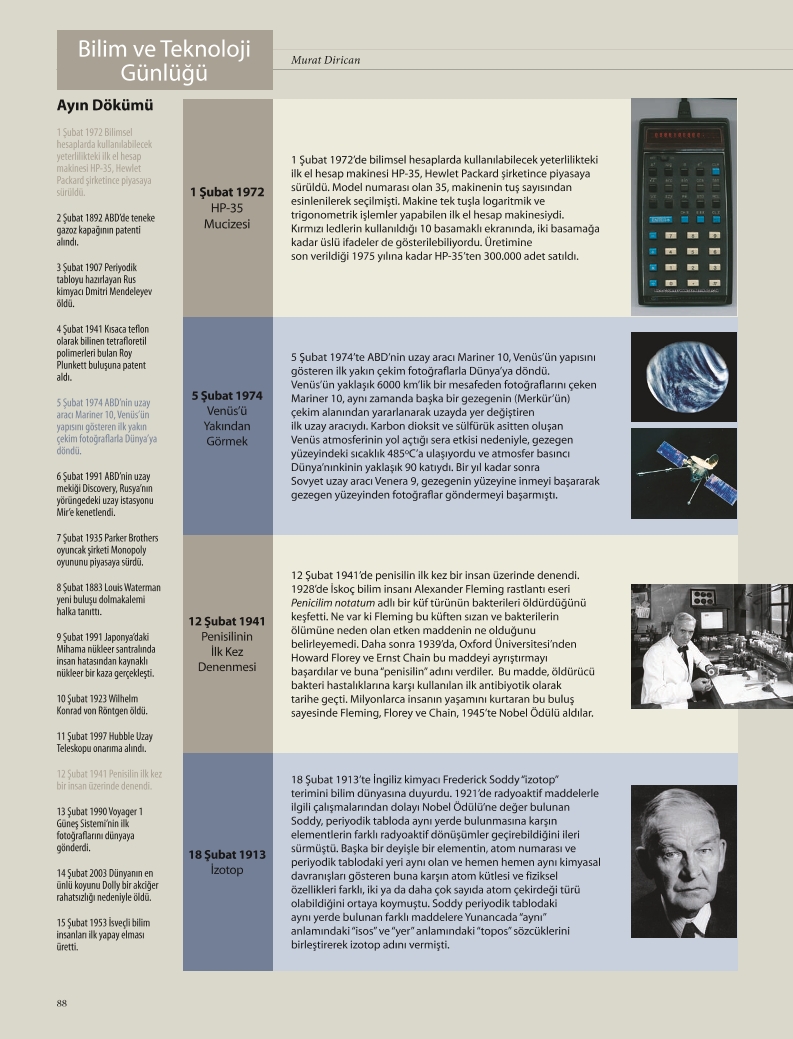 Bilim ve Teknoloji
Günlüğü
Murat Dirican
Ayın Dökümü
1 Şubat 1972 Bilimsel
hesaplarda kullanılabilecek
yeterlilikteki ilk el hesap
makinesi HP-35, Hewlet
Packard şirketince piyasaya
sürüldü.
2 Şubat 1892 ABD’de teneke
gazoz kapağının patenti
alındı.
3 Şubat 1907 Periyodik
tabloyu hazırlayan Rus
kimyacı Dmitri Mendeleyev
öldü.
4 Şubat 1941 Kısaca teflon
olarak bilinen tetrafloretil
polimerleri bulan Roy
Plunkett buluşuna patent
aldı.
5 Şubat 1974 ABD’nin uzay
aracı Mariner 10, Venüs’ün
yapısını gösteren ilk yakın
çekim fotoğraflarla Dünya’ya
döndü.
6 Şubat 1991 ABD’nin uzay
mekiği Discovery, Rusya’nın
yörüngedeki uzay istasyonu
Mir’e kenetlendi.
7 Şubat 1935 Parker Brothers
oyuncak şirketi Monopoly
oyununu piyasaya sürdü.
8 Şubat 1883 Louis Waterman
yeni buluşu dolmakalemi
halka tanıttı.
9 Şubat 1991 Japonya’daki
Mihama nükleer santralında
insan hatasından kaynaklı
nükleer bir kaza gerçekleşti.
10 Şubat 1923 Wilhelm
Konrad von Röntgen öldü.
11 Şubat 1997 Hubble Uzay
Teleskopu onarıma alındı.
12 Şubat 1941 Penisilin ilk kez
bir insan üzerinde denendi.
13 Şubat 1990 Voyager 1
Güneş Sistemi’nin ilk
fotoğraflarını dünyaya
gönderdi.
14 Şubat 2003 Dünyanın en
ünlü koyunu Dolly bir akciğer
rahatsızlığı nedeniyle öldü.
15 Şubat 1953 İsveçli bilim
insanları ilk yapay elması
üretti.
1 Şubat 1972
HP-35
Mucizesi
1 Şubat 1972’de bilimsel hesaplarda kullanılabilecek yeterlilikteki
ilk el hesap makinesi HP-35, Hewlet Packard şirketince piyasaya
sürüldü. Model numarası olan 35, makinenin tuş sayısından
esinlenilerek seçilmişti. Makine tek tuşla logaritmik ve
trigonometrik işlemler yapabilen ilk el hesap makinesiydi.
Kırmızı ledlerin kullanıldığı 10 basamaklı ekranında, iki basamağa
kadar üslü ifadeler de gösterilebiliyordu. Üretimine
son verildiği 1975 yılına kadar HP-35’ten 300.000 adet satıldı.
5 Şubat 1974
Venüs’ü
Yakından
Görmek
5 Şubat 1974’te ABD’nin uzay aracı Mariner 10, Venüs’ün yapısını
gösteren ilk yakın çekim fotoğraflarla Dünya’ya döndü.
Venüs’ün yaklaşık 6000 km’lik bir mesafeden fotoğraflarını çeken
Mariner 10, aynı zamanda başka bir gezegenin (Merkür’ün)
çekim alanından yararlanarak uzayda yer değiştiren
ilk uzay aracıydı. Karbon dioksit ve sülfürük asitten oluşan
Venüs atmosferinin yol açtığı sera etkisi nedeniyle, gezegen
yüzeyindeki sıcaklık 485ºC’a ulaşıyordu ve atmosfer basıncı
Dünya’nınkinin yaklaşık 90 katıydı. Bir yıl kadar sonra
Sovyet uzay aracı Venera 9, gezegenin yüzeyine inmeyi başararak
gezegen yüzeyinden fotoğraflar göndermeyi başarmıştı.
12 Şubat 1941
Penisilinin
İlk Kez
Denenmesi
12 Şubat 1941’de penisilin ilk kez bir insan üzerinde denendi.
1928’de İskoç bilim insanı Alexander Fleming rastlantı eseri
Penicilim notatum adlı bir küf türünün bakterileri öldürdüğünü
keşfetti. Ne var ki Fleming bu küften sızan ve bakterilerin
ölümüne neden olan etken maddenin ne olduğunu
belirleyemedi. Daha sonra 1939’da, Oxford Üniversitesi’nden
Howard Florey ve Ernst Chain bu maddeyi ayrıştırmayı
başardılar ve buna “penisilin” adını verdiler. Bu madde, öldürücü
bakteri hastalıklarına karşı kullanılan ilk antibiyotik olarak
tarihe geçti. Milyonlarca insanın yaşamını kurtaran bu buluş
sayesinde Fleming, Florey ve Chain, 1945’te Nobel Ödülü aldılar.
18 Şubat 1913
İzotop
18 Şubat 1913’te İngiliz kimyacı Frederick Soddy “izotop”
terimini bilim dünyasına duyurdu. 1921’de radyoaktif maddelerle
ilgili çalışmalarından dolayı Nobel Ödülü’ne değer bulunan
Soddy, periyodik tabloda aynı yerde bulunmasına karşın
elementlerin farklı radyoaktif dönüşümler geçirebildiğini ileri
sürmüştü. Başka bir deyişle bir elementin, atom numarası ve
periyodik tablodaki yeri aynı olan ve hemen hemen aynı kimyasal
davranışları gösteren buna karşın atom kütlesi ve fiziksel
özellikleri farklı, iki ya da daha çok sayıda atom çekirdeği türü
olabildiğini ortaya koymuştu. Soddy periyodik tablodaki
aynı yerde bulunan farklı maddelere Yunancada “aynı”
anlamındaki “isos” ve “yer” anlamındaki “topos” sözcüklerini
birleştirerek izotop adını vermişti.
88